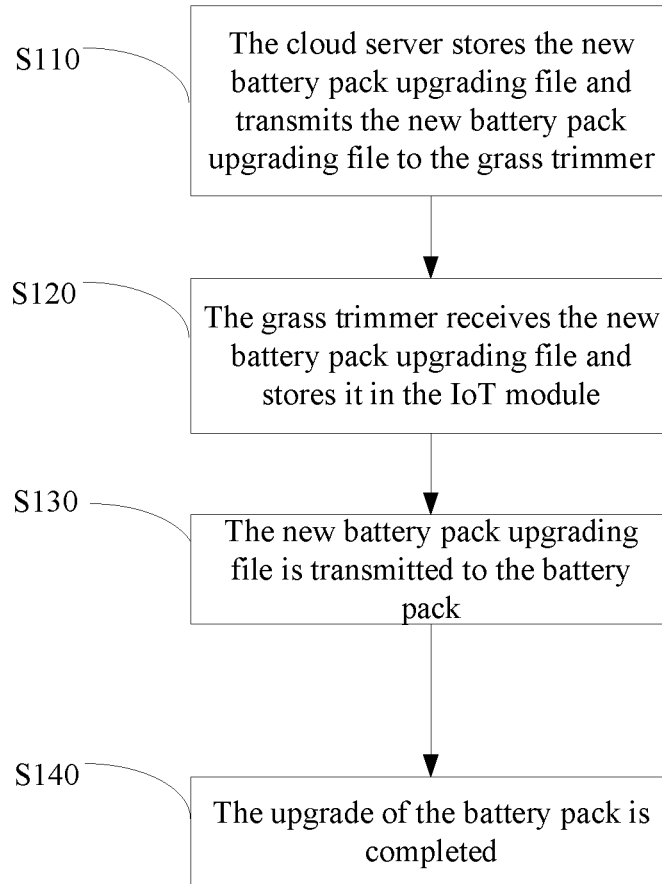 S110
The cloud server stores the new
battery pack upgrading file and
transmits the new battery pack
upgrading file to the grass trimmer
S120
The grass trimmer receives the new
battery pack upgrading file and
stores it in the IoT module
S130
The new battery pack upgrading
file is transmitted to the battery
pack
S140
The upgrade of the battery pack is
completed